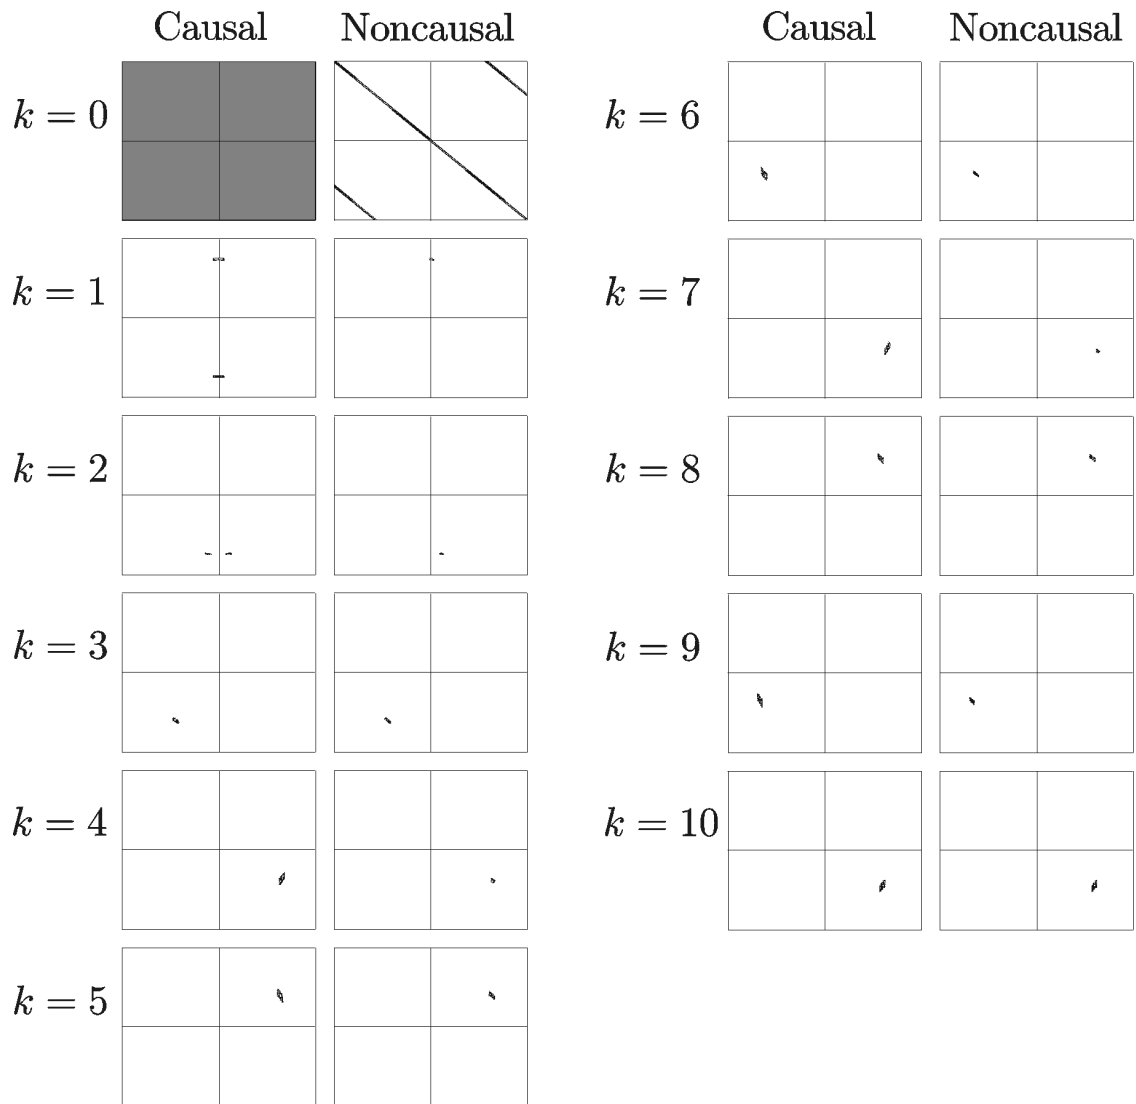 Causal Noncausal Causal Noncausal
k = 0
k = 6
k = 1
k = 7
k = 2
k = 8
k = 3
k = 9
k = 4
k = 10
k = 5